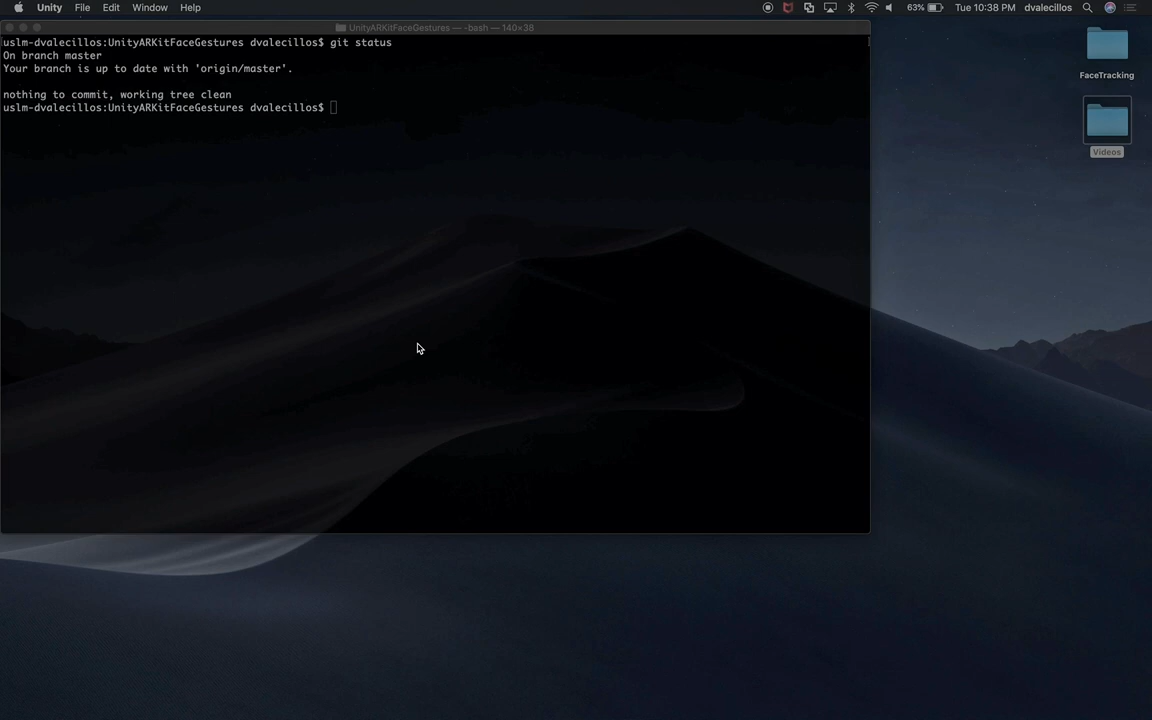 Unity File Edit Window Help 63% Tue 10:38 PM dvalecillos
UnityARKitFaceGestures — -bash — 140×38
uslm-dvalecillos:UnityARKitFaceGestures dvalecillos$ git status
On branch master
Your branch is up to date with 'origin/master'.
nothing to commit, working tree clean
uslm-dvalecillos:UnityARKitFaceGestures dvalecillos$
FaceTracking
Videos